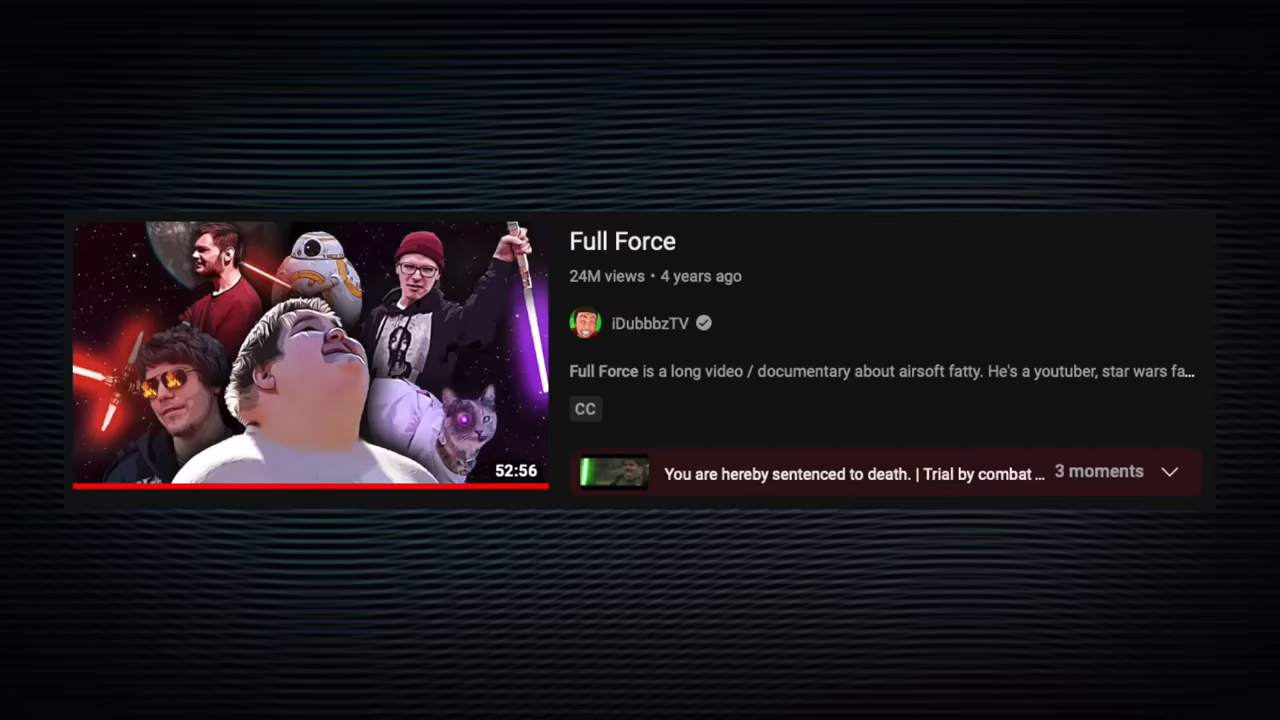 Full Force
24M views • 4 years ago
iDubbbzTV
Full Force is a long video / documentary about airsoft fatty. He's a youtuber, star wars fa...
CC
52:56
You are hereby sentenced to death. | Trial by combat ... 3 moments